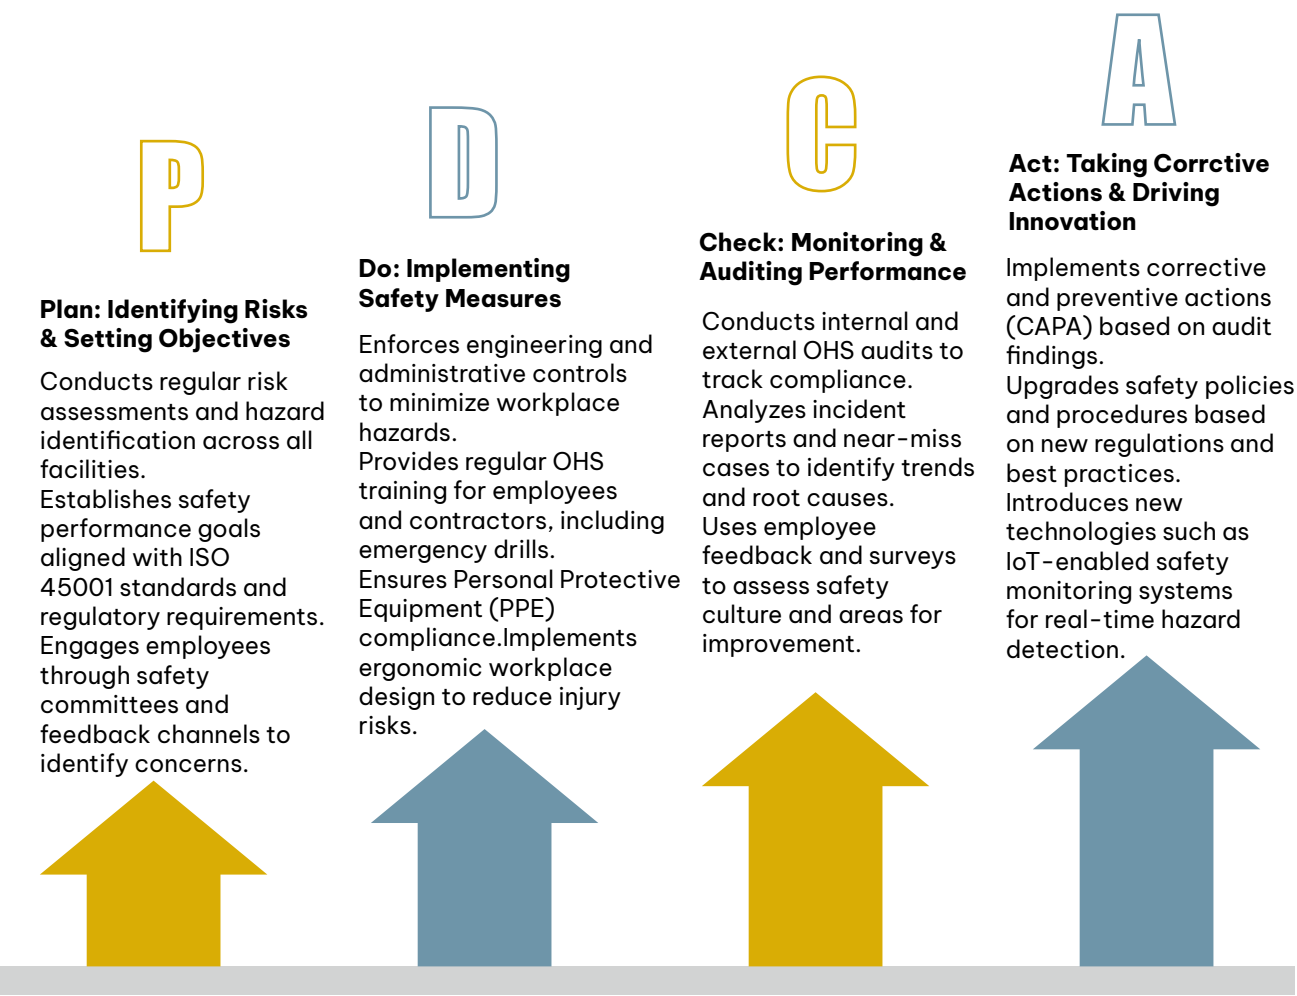 P
Plan: Identifying Risks
& Setting Objectives
Conducts regular risk
assessments and hazard
identification across all
facilities.
Establishes safety
performance goals
aligned with ISO
45001 standards and
regulatory requirements.
Engages employees
through safety
committees and
feedback channels to
identify concerns.
D
Do: Implementing
Safety Measures
Enforces engineering and
administrative controls
to minimize workplace
hazards.
Provides regular OHS
training for employees
and contractors, including
emergency drills.
Ensures Personal Protective
Equipment (PPE)
compliance.Implements
ergonomic workplace
design to reduce injury
risks.
C
Check: Monitoring &
Auditing Performance
Conducts internal and
external OHS audits to
track compliance.
Analyzes incident
reports and near-miss
cases to identify trends
and root causes.
Uses employee
feedback and surveys
to assess safety
culture and areas for
improvement.
A
Act: Taking Corrctive
Actions & Driving
Innovation
Implements corrective
and preventive actions
(CAPA) based on audit
findings.
Upgrades safety policies
and procedures based
on new regulations and
best practices.
Introduces new
technologies such as
IoT-enabled safety
monitoring systems
for real-time hazard
detection.